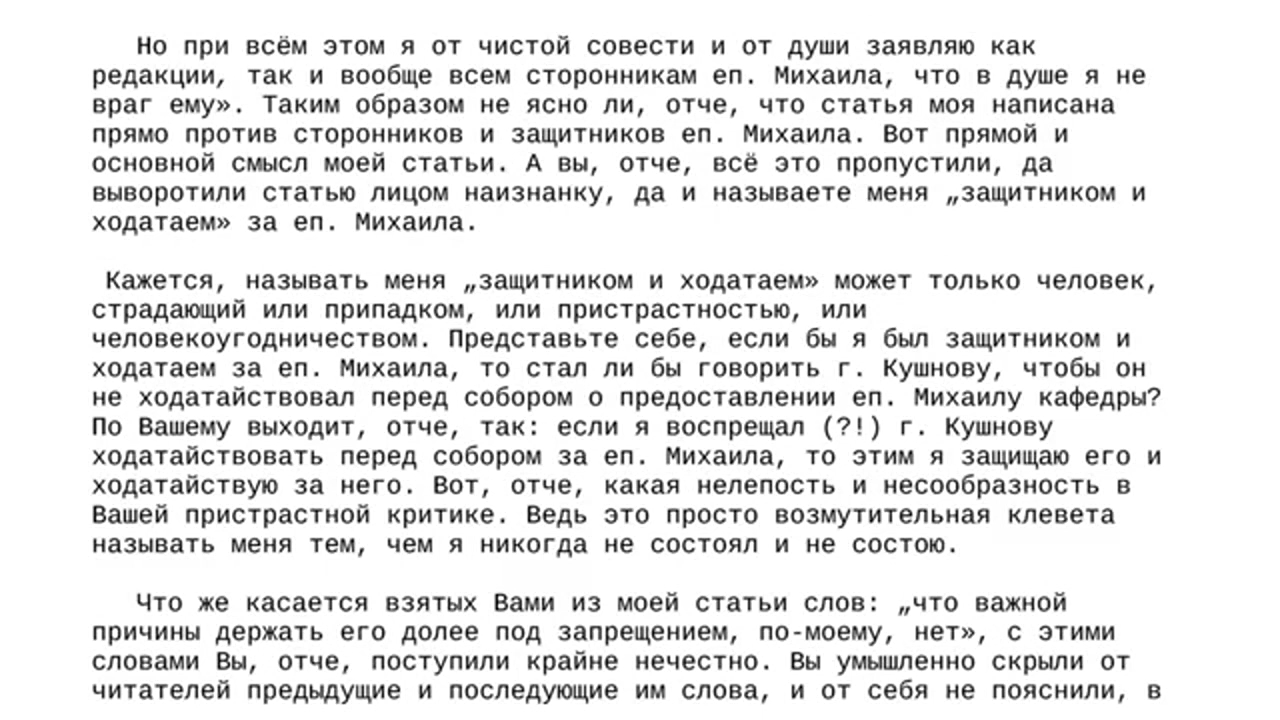 Но при всём этом я от чистой совести и от души заявляю как
редакции, так и вообще всем сторонникам еп. Михаила, что в душе я не
враг ему». Таким образом не ясно ли, отче, что статья моя написана
прямо против сторонников и защитников еп. Михаила. Вот прямой и
основной смысл моей статьи. А вы, отче, всё это пропустили, да
выворотили статью лицом наизнанку, да и называете меня „защитником и
ходатаем» за еп. Михаила.
Кажется, называть меня „защитником и ходатаем» может только человек,
страдающий или припадком, или пристрастностью, или
человекоугодничеством. Представьте себе, если бы я был защитником и
ходатаем за еп. Михаила, то стал ли бы говорить г. Кушнову, чтобы он
не ходатайствовал перед собором о предоставлении еп. Михаилу кафедры?
По Вашему выходит, отче, так: если я воспрещал (?!) г. Кушнову
ходатайствовать перед собором за еп. Михаила, то этим я защищаю его и
ходатайствую за него. Вот, отче, какая нелепость и несообразность в
Вашей пристрастной критике. Ведь это просто возмутительная клевета
называть меня тем, чем я никогда не состоял и не состою.
Что же касается взятых Вами из моей статьи слов: „что важной
причины держать его долее под запрещением, по-моему, нет», с этими
словами Вы, отче, поступили крайне нечестно. Вы умышленно скрыли от
читателей предыдущие и последующие им слова, и от себя не пояснили, в